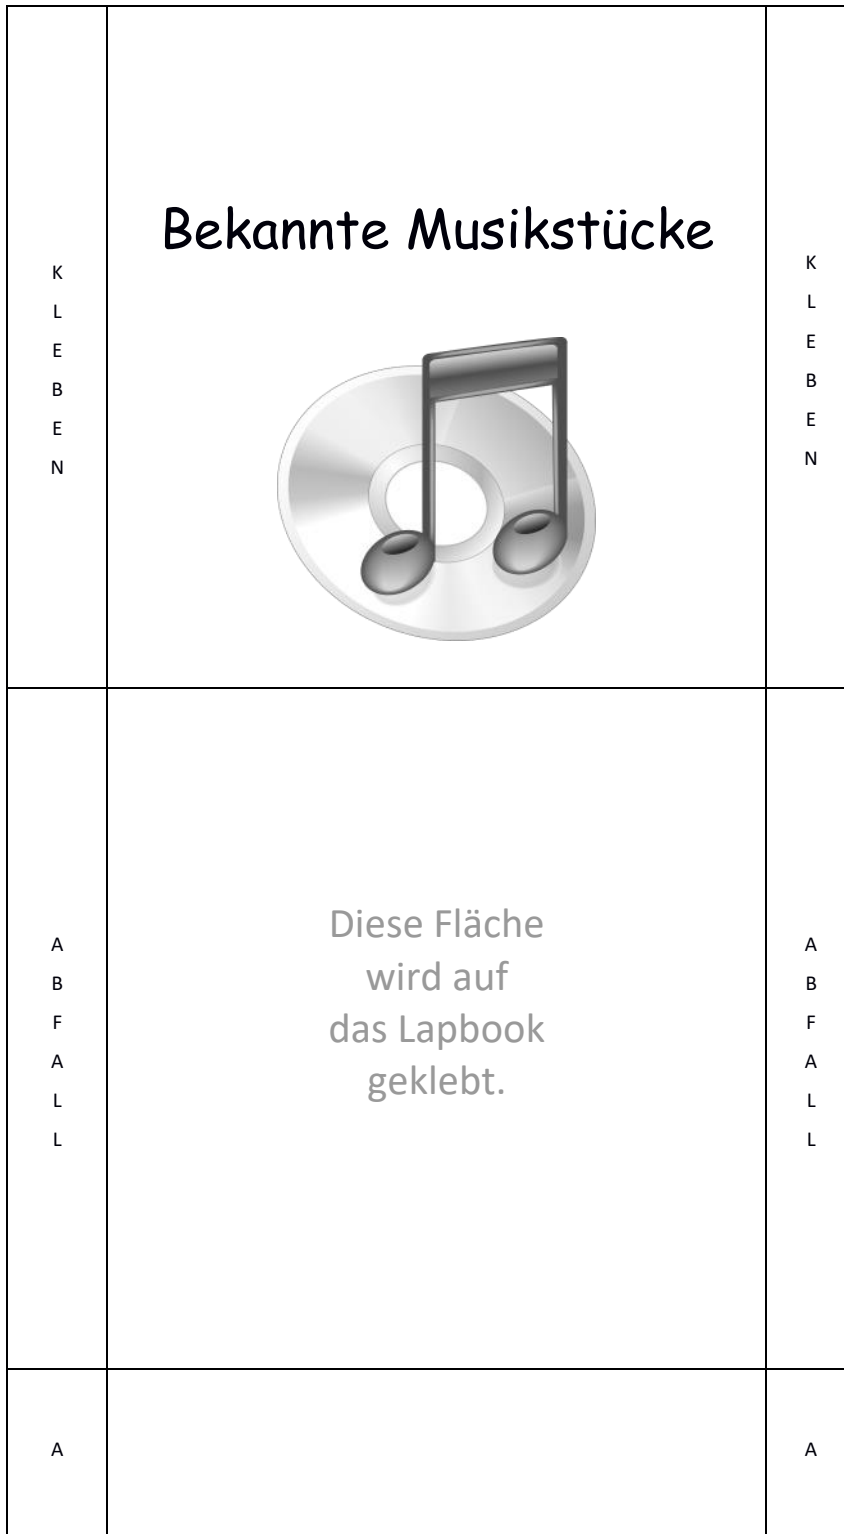 Bekannte Musikstücke
K
L
E
B
E
N
K
L
E
B
E
N
Diese Fläche
wird auf
das Lapbook
geklebt.
A
B
F
A
L
L
A
B
F
A
L
L
A
A